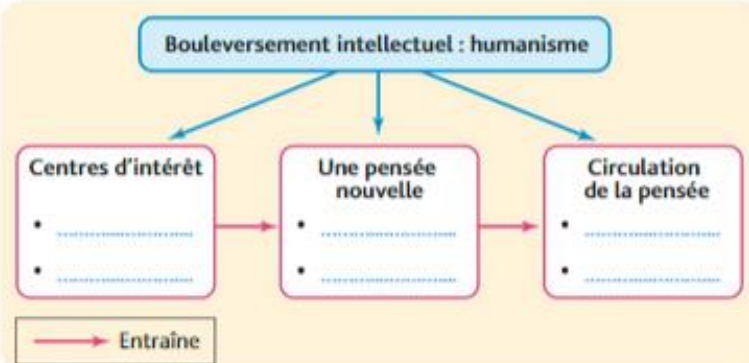 Bouleversement intellectuel : humanisme
Centres d'intérêt
• ........................
• ........................
Une pensée
nouvelle
• ........................
• ........................
Circulation
de la pensée
• ........................
• ........................
Entraîne